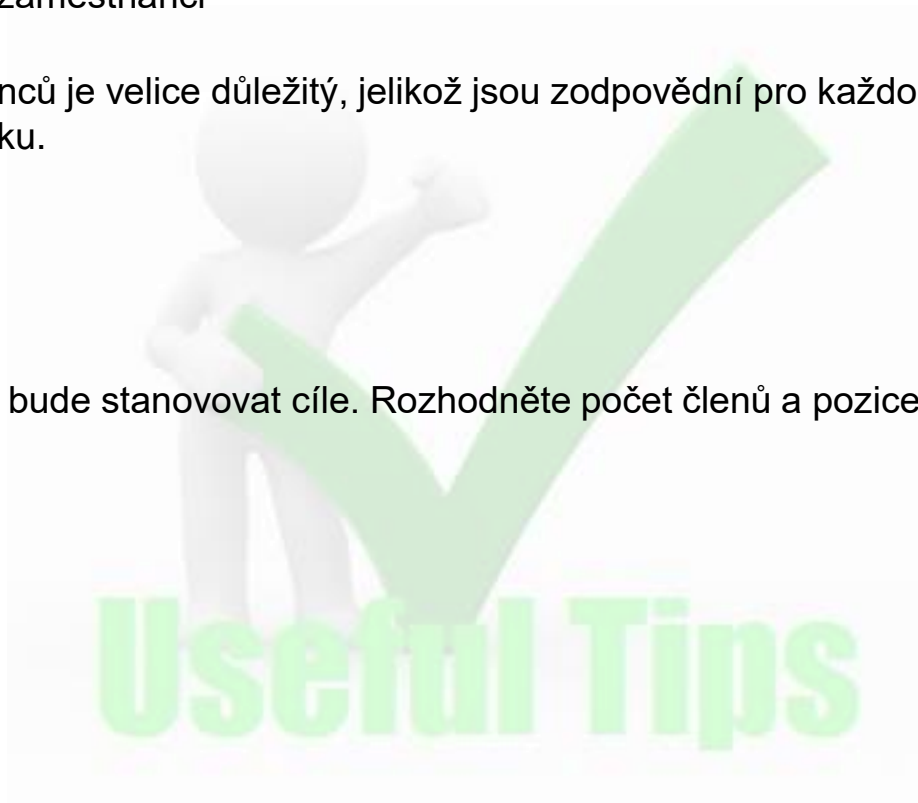 zaměstnanci
nců je velice důležitý, jelikož jsou zodpovědní pro každo
ku.
bude stanovovat cíle. Rozhodněte počet členů a pozice
Useful Tips